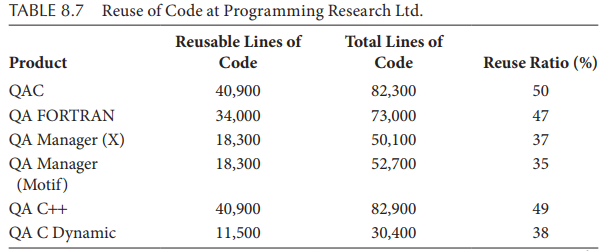 TABLE 8.7 Reuse of Code at Programming Research Ltd.
Reusable Lines of Total Lines of
Product Code Code Reuse Ratio (%)
QAC 40,900 82,300 50
QA FORTRAN 34,000 73,000 47
QA Manager (X) 18,300 50,100 37
QA Manager 18,300 52,700 35
(Motif)
QA C++ 40,900 82,900 49
QA C Dynamic 11,500 30,400 38